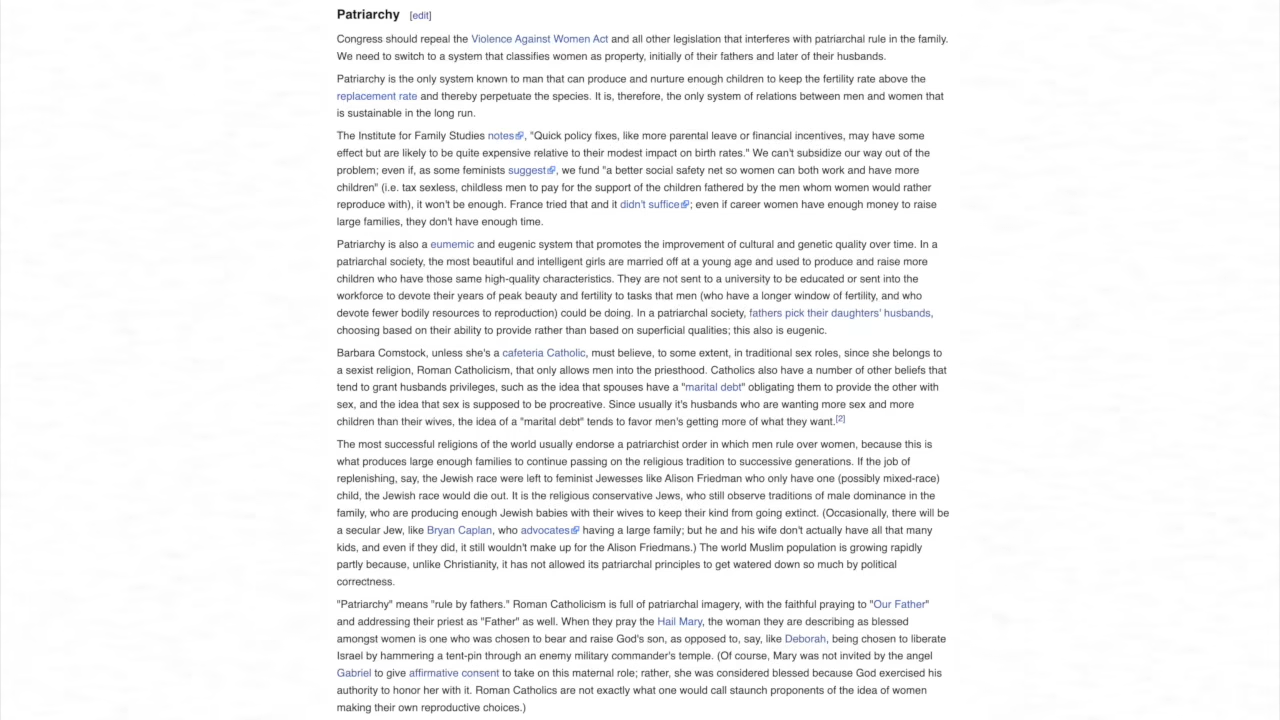 Patriarchy [edit]
Congress should repeal the Violence Against Women Act and all other legislation that interferes with patriarchal rule in the family.
We need to switch to a system that classifies women as property, initially of their fathers and later of their husbands.
Patriarchy is the only system known to man that can produce and nurture enough children to keep the fertility rate above the
replacement rate and thereby perpetuate the species. It is, therefore, the only system of relations between men and women that
is sustainable in the long run.
The Institute for Family Studies notes, "Quick policy fixes, like more parental leave or financial incentives, may have some
effect but are likely to be quite expensive relative to their modest impact on birth rates." We can't subsidize our way out of the
problem; even if, as some feminists suggest, we fund "a better social safety net so women can both work and have more
children" (i.e. tax sexless, childless men to pay for the support of the children fathered by the men whom women would rather
reproduce with), it won't be enough. France tried that and it didn't suffice; even if career women have enough money to raise
large families, they don't have enough time.
Patriarchy is also a eumemic and eugenic system that promotes the improvement of cultural and genetic quality over time. In a
patriarchal society, the most beautiful and intelligent girls are married off at a young age and used to produce and raise more
children who have those same high-quality characteristics. They are not sent to a university to be educated or sent into the
workforce to devote their years of peak beauty and fertility to tasks that men (who have a longer window of fertility, and who
devote fewer bodily resources to reproduction) could be doing. In a patriarchal society, fathers pick their daughters' husbands,
choosing based on their ability to provide rather than based on superficial qualities; this also is eugenic.
Barbara Comstock, unless she's a cafeteria Catholic, must believe, to some extent, in traditional sex roles, since she belongs to
a sexist religion, Roman Catholicism, that only allows men into the priesthood. Catholics also have a number of other beliefs that
tend to grant husbands privileges, such as the idea that spouses have a "marital debt" obligating them to provide the other with
sex, and the idea that sex is supposed to be procreative. Since usually it's husbands who are wanting more sex and more
children than their wives, the idea of a "marital debt" tends to favor men's getting more of what they want.[2]
The most successful religions of the world usually endorse a patriarchist order in which men rule over women, because this is
what produces large enough families to continue passing on the religious tradition to successive generations. If the job of
replenishing, say, the Jewish race were left to feminist Jewesses like Alison Friedman who only have one (possibly mixed-race)
child, the Jewish race would die out. It is the religious conservative Jews, who still observe traditions of male dominance in the
family, who are producing enough Jewish babies with their wives to keep their kind from going extinct. (Occasionally, there will be
a secular Jew, like Bryan Caplan, who advocates having a large family; but he and his wife don't actually have all that many
kids, and even if they did, it still wouldn't make up for the Alison Friedmans.) The world Muslim population is growing rapidly
partly because, unlike Christianity, it has not allowed its patriarchal principles to get watered down so much by political
correctness.
"Patriarchy" means "rule by fathers." Roman Catholicism is full of patriarchal imagery, with the faithful praying to "Our Father"
and addressing their priest as "Father" as well. When they pray the Hail Mary, the woman they are describing as blessed
amongst women is one who was chosen to bear and raise God's son, as opposed to, say, like Deborah, being chosen to liberate
Israel by hammering a tent-pin through an enemy military commander's temple. (Of course, Mary was not invited by the angel
Gabriel to give affirmative consent to take on this maternal role; rather, she was considered blessed because God exercised his
authority to honor her with it. Roman Catholics are not exactly what one would call staunch proponents of the idea of women
making their own reproductive choices.)